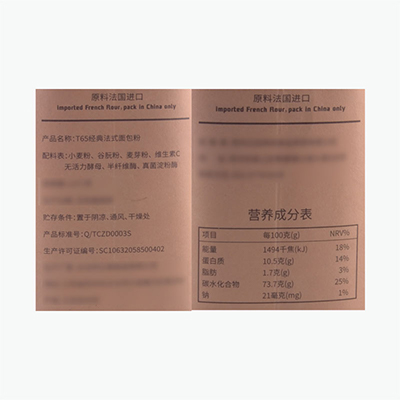 原料法国进口
Imported French flour, pack in China only
产品名称：T65经典法式面包粉
配料表：小麦粉、谷朊粉、麦芽粉、维生素C
无活力酵母、半纤维酶、真菌淀粉酶
贮存条件：置于阴凉、通风、干燥处
产品标准号：Q/TCZD0003S
生产许可证编号：SC10632058500402
原料法国进口
Imported French flour, pack in China only
营养成分表
项目 每100克(g) NRV%
能量 1494千焦(kJ) 18%
蛋白质 10.5克(g) 14%
脂肪 1.7克(g) 3%
碳水化合物 73.7克(g) 25%
钠 21毫克(mg) 1%